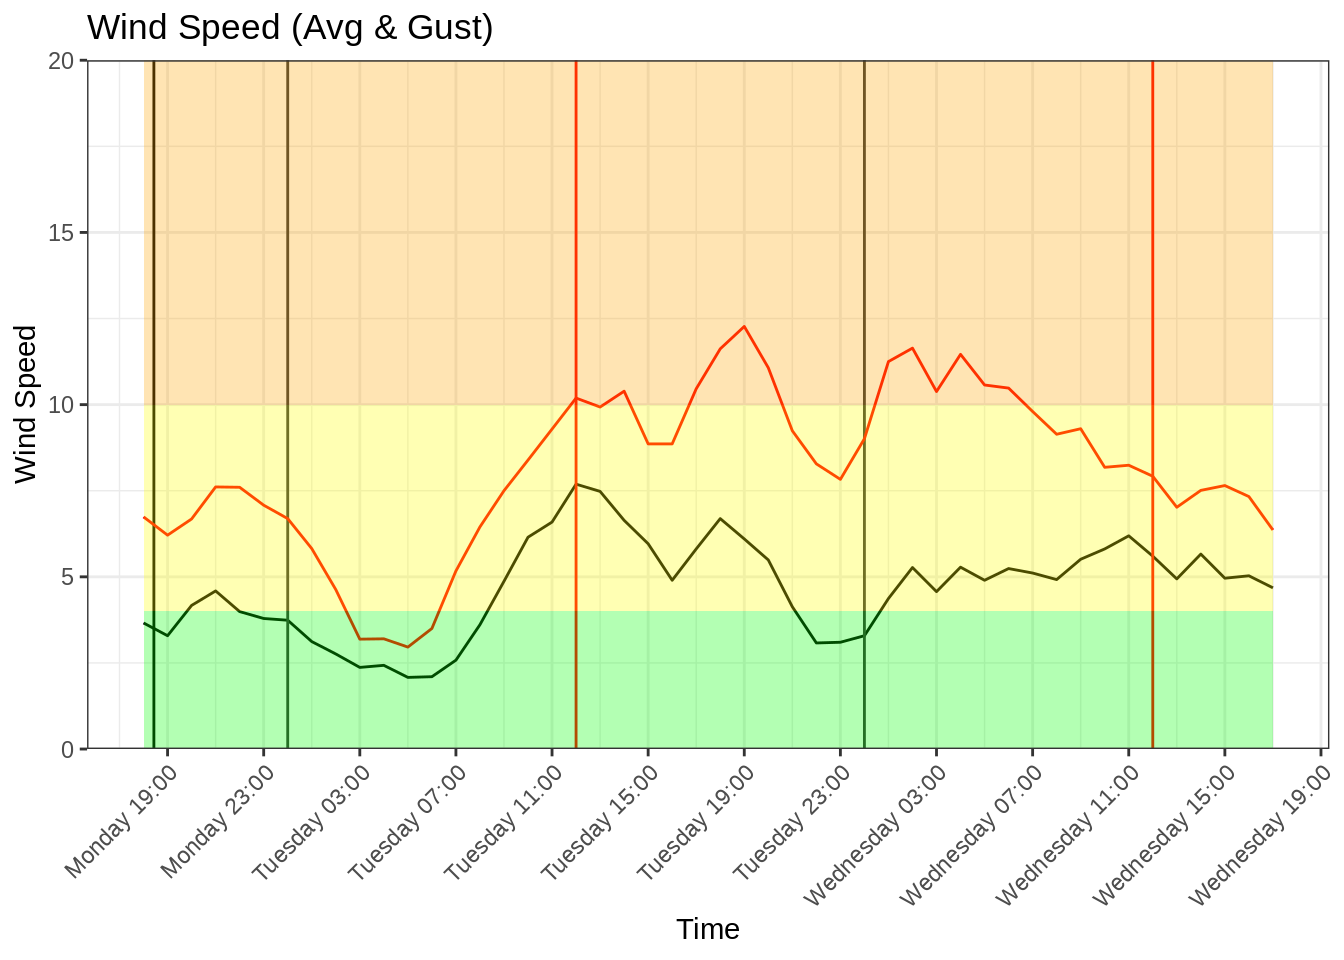 Wind Speed (Avg & Gust)
20
15
10
5
0
Wind Speed
Monday 19:00
Monday 23:00
Tuesday 03:00
Tuesday 07:00
Tuesday 11:00
Tuesday 15:00
Tuesday 19:00
Tuesday 23:00
Wednesday 03:00
Wednesday 07:00
Wednesday 11:00
Wednesday 15:00
Wednesday 19:00
Time